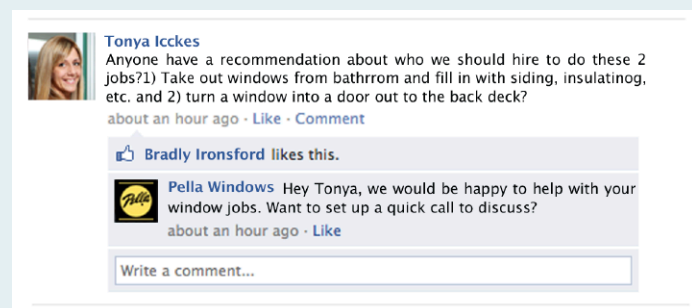 Tonya Icckes
Anyone have a recommendation about who we should hire to do these 2
jobs?1) Take out windows from bathrrom and fill in with siding, insulatinog,
etc. and 2) turn a window into a door out to the back deck?
about an hour ago · Like · Comment
Bradly Ironsford likes this.
Pella
Pella Windows Hey Tonya, we would be happy to help with your
window jobs. Want to set up a quick call to discuss?
about an hour ago · Like
Write a comment...